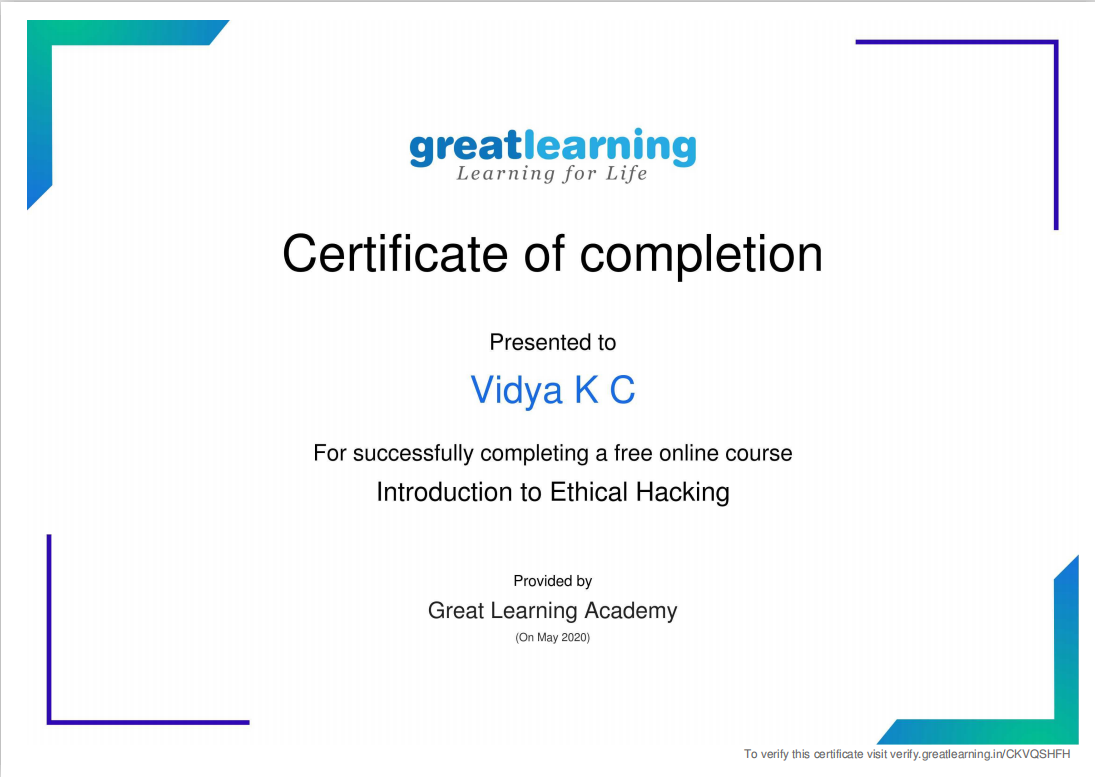 greatlearning
Learning for Life
Certificate of completion
Presented to
Vidya K C
For successfully completing a free online course
Introduction to Ethical Hacking
Provided by
Great Learning Academy
(On May 2020)
To verify this certificate visit verify.greatlearning.in/CKVQSHFH